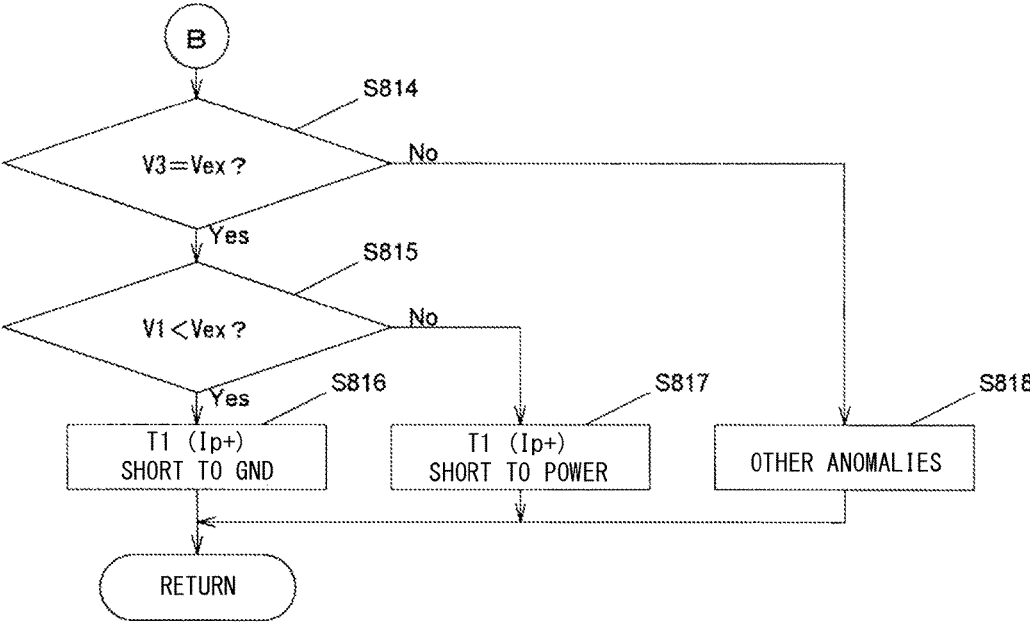 B
S814
V3=Vex?
No
Yes
S815
V1<Vex?
No
Yes
S816
S817
S818
T1 (Ip+)
SHORT TO GND
T1 (Ip+)
SHORT TO POWER
OTHER ANOMALIES
RETURN